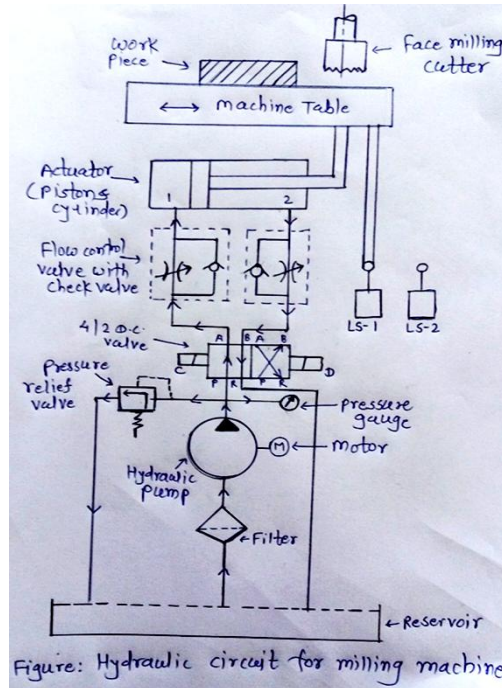 Work
Piece
Face milling
cutter
Machine Table
Actuator
(Piston &
cylinder)
1
2
Flow control
valve with
check valve
LS-1
LS-2
4/2 D.C.
valve
A
B
A
B
C
D
P
R
P
R
Pressure
relief
valve
Pressure
gauge
M
Motor
Hydraulic
Pump
Filter
Reservoir
Figure: Hydraulic circuit for milling machine